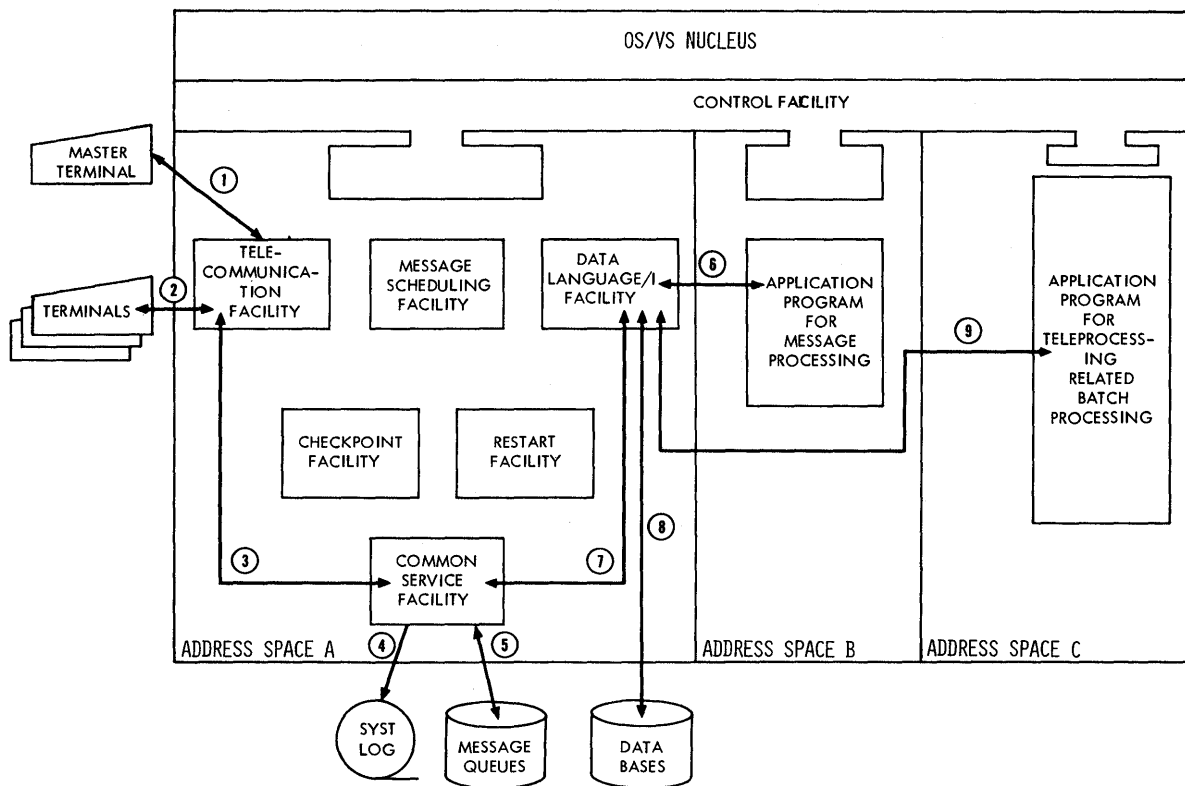 OS/VS NUCLEUS
CONTROL FACILITY
MASTER
TERMINAL
1
TELE-
COMMUNICA-
TION
FACILITY
MESSAGE
SCHEDULING
FACILITY
DATA
LANGUAGE/I
FACILITY
6
APPLICATION
PROGRAM
FOR
MESSAGE
PROCESSING
9
APPLICATION
PROGRAM
FOR
TELEPROCESS-
ING
RELATED
BATCH
PROCESSING
TERMINALS
2
CHECKPOINT
FACILITY
RESTART
FACILITY
8
3
COMMON
SERVICE
FACILITY
7
4
5
ADDRESS SPACE A
ADDRESS SPACE B
ADDRESS SPACE C
SYST
LOG
MESSAGE
QUEUES
DATA
BASES